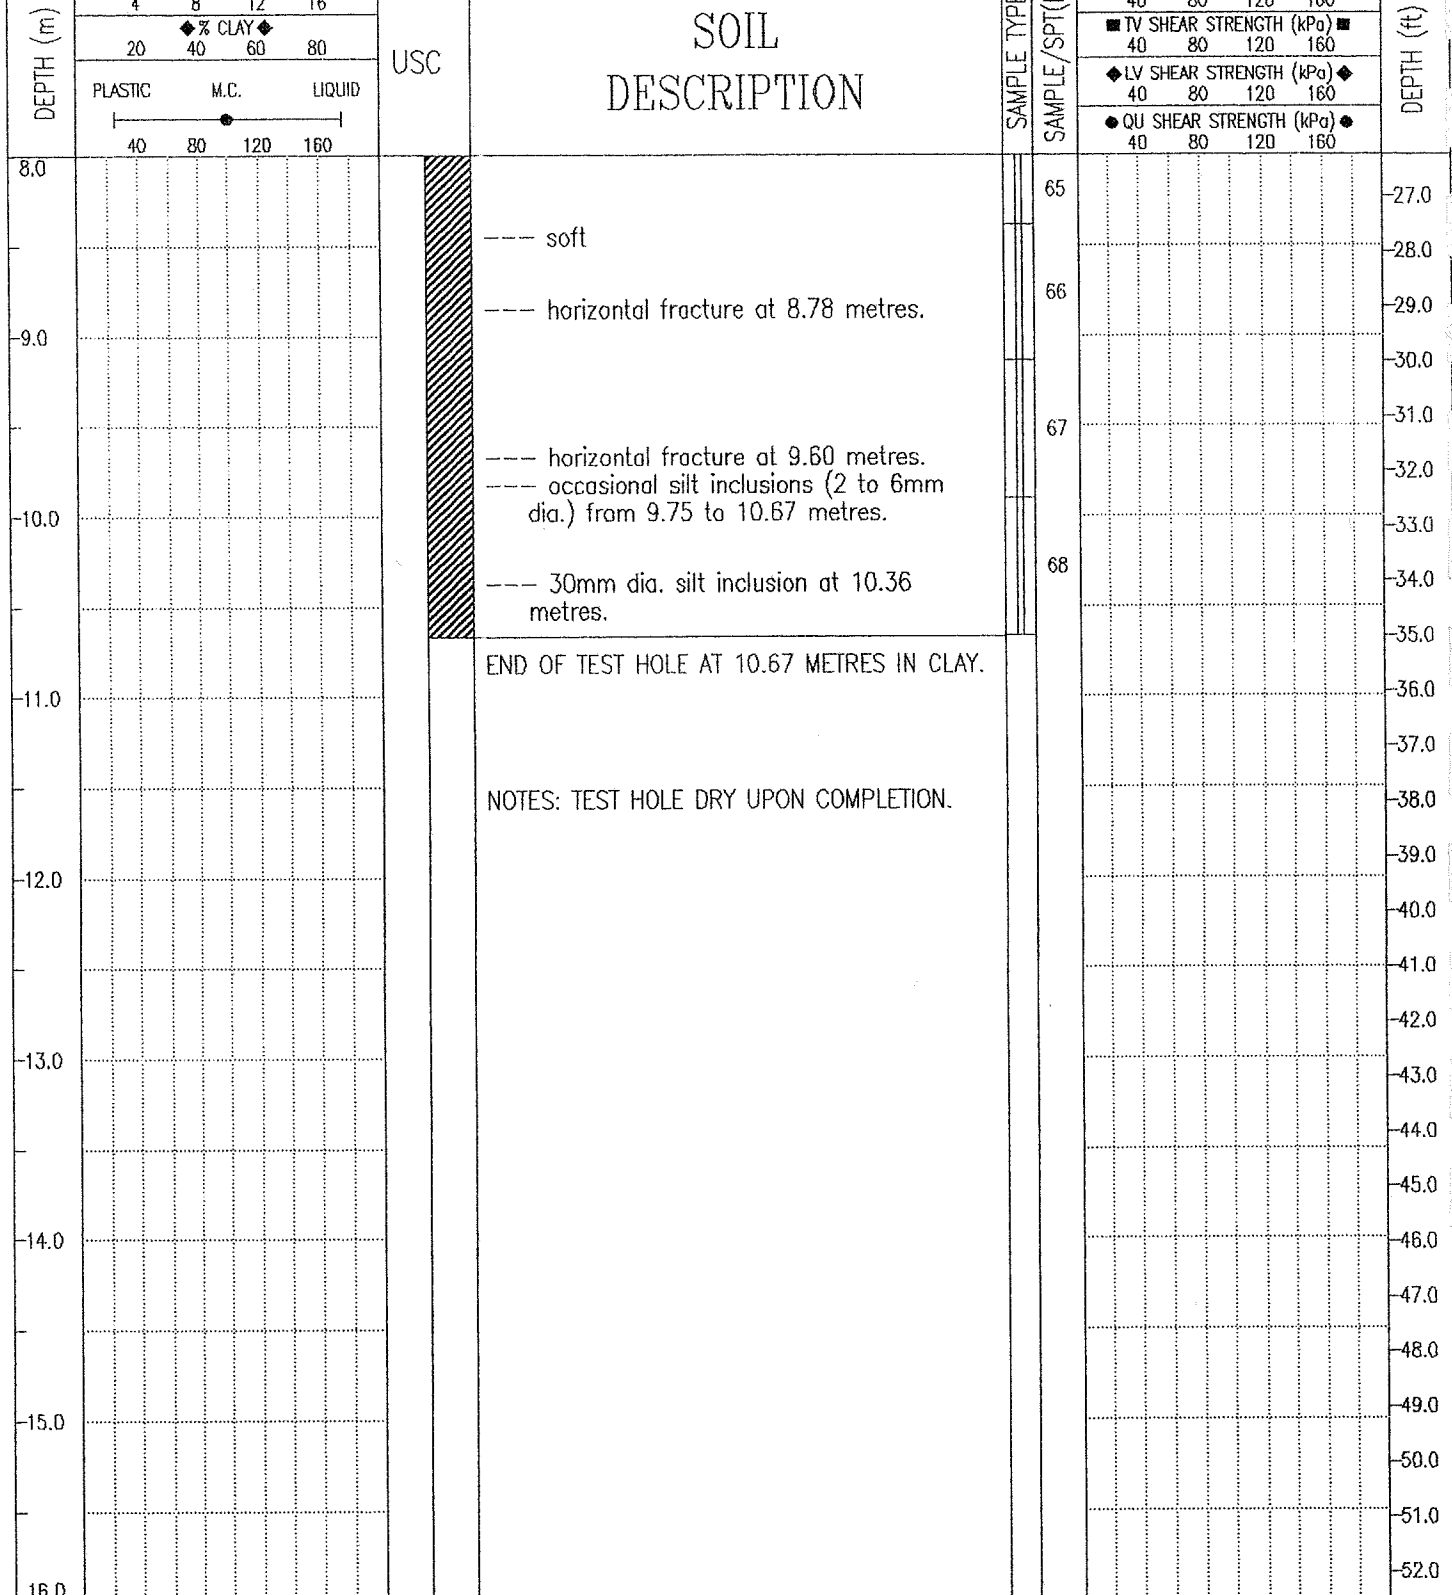 4 8 12 16
◆ % CLAY ◆
20 40 60 80
PLASTIC M.C. LIQUID
40 80 120 160
DEPTH (m)
USC
SOIL
DESCRIPTION
SAMPLE TYPE
40 80 120 160
■ TV SHEAR STRENGTH (kPa) ■
40 80 120 160
◆ LV SHEAR STRENGTH (kPa) ◆
40 80 120 160
● QU SHEAR STRENGTH (kPa) ●
40 80 120 160
DEPTH (ft)
8.0
65
27.0
--- soft
28.0
66
--- horizontal fracture at 8.78 metres.
29.0
9.0
30.0
31.0
67
--- horizontal fracture at 9.60 metres.
32.0
--- occasional silt inclusions (2 to 6mm
dia.) from 9.75 to 10.67 metres.
10.0
33.0
68
34.0
--- 30mm dia. silt inclusion at 10.36
metres.
35.0
END OF TEST HOLE AT 10.67 METRES IN CLAY.
36.0
11.0
37.0
NOTES: TEST HOLE DRY UPON COMPLETION.
38.0
39.0
12.0
40.0
41.0
42.0
13.0
43.0
44.0
45.0
14.0
46.0
47.0
48.0
15.0
49.0
50.0
51.0
52.0
16.0